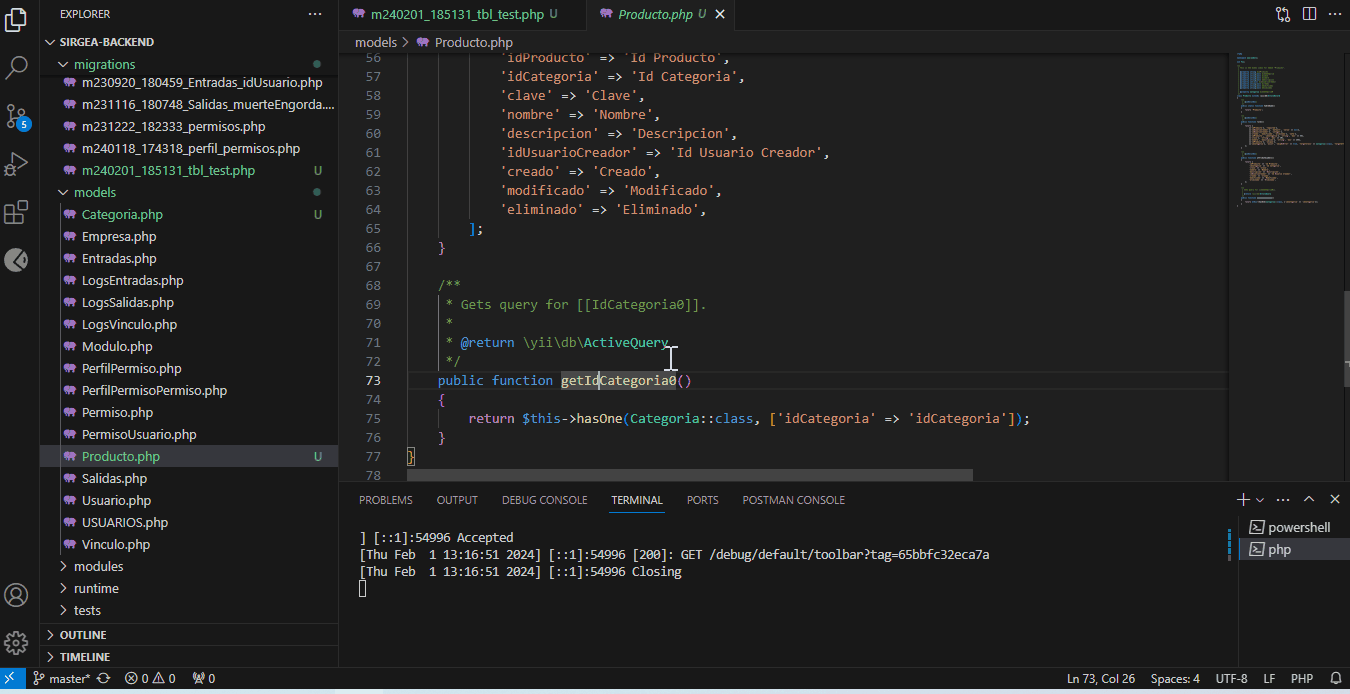 EXPLORER
SIRGEA-BACKEND
migrations
m230920_180459_Entradas_idUsuario.php
m231116_180748_Salidas_muerteEngorda....
m231222_182333_permisos.php
m240118_174318_perfil_permisos.php
m240201_185131_tbl_test.php U
models
Categoria.php U
Empresa.php
Entradas.php
LogsEntradas.php
LogsSalidas.php
LogsVinculo.php
Modulo.php
PerfilPermiso.php
PerfilPermisoPermiso.php
Permiso.php
PermisoUsuario.php
Producto.php U
Salidas.php
Usuario.php
USUARIOS.php
Vinculo.php
modules
runtime
tests
OUTLINE
TIMELINE
5
m240201_185131_tbl_test.php U
Producto.php U
models > Producto.php
56 'idProducto' => 'Id Producto',
57 'idCategoria' => 'Id Categoria',
58 'clave' => 'Clave',
59 'nombre' => 'Nombre',
60 'descripcion' => 'Descripcion',
61 'idUsuarioCreador' => 'Id Usuario Creador',
62 'creado' => 'Creado',
63 'modificado' => 'Modificado',
64 'eliminado' => 'Eliminado',
65 ];
66 }
67
68 /**
69 * Gets query for [[IdCategoria0]].
70 *
71 * @return \yii\db\ActiveQuery
72 */
73 public function getIdCategoria0()
74 {
75 return $this->hasOne(Categoria::class, ['idCategoria' => 'idCategoria']);
76 }
77 }
78
PROBLEMS OUTPUT DEBUG CONSOLE TERMINAL PORTS POSTMAN CONSOLE
] [::1]:54996 Accepted
[Thu Feb  1 13:16:51 2024] [::1]:54996 [200]: GET /debug/default/toolbar?tag=65bbfc32eca7a
[Thu Feb  1 13:16:51 2024] [::1]:54996 Closing
powershell
php
master* 0 0 0
Ln 73, Col 26 Spaces: 4 UTF-8 LF PHP